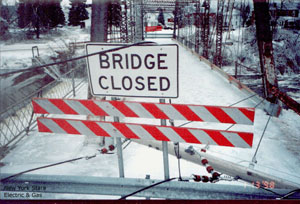 BRIDGE
CLOSED
New York State
Electric & Gas